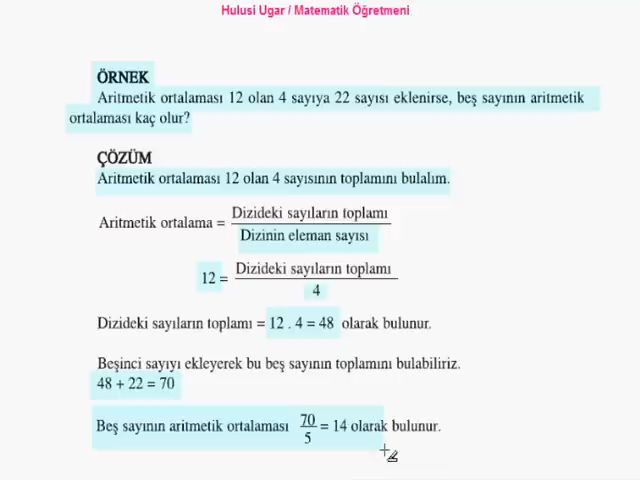 Hulusi Ugar / Matematik Öğretmeni
ÖRNEK
Aritmetik ortalaması 12 olan 4 sayıya 22 sayısı eklenirse, beş sayının aritmetik
ortalaması kaç olur?
ÇÖZÜM
Aritmetik ortalaması 12 olan 4 sayısının toplamını bulalım.
Aritmetik ortalama = Dizideki sayıların toplamı
Dizinin eleman sayısı
12 = Dizideki sayıların toplamı
4
Dizideki sayıların toplamı = 12 . 4 = 48 olarak bulunur.
Beşinci sayıyı ekleyerek bu beş sayının toplamını bulabiliriz.
48 + 22 = 70
Beş sayının aritmetik ortalaması 70/5 = 14 olarak bulunur.